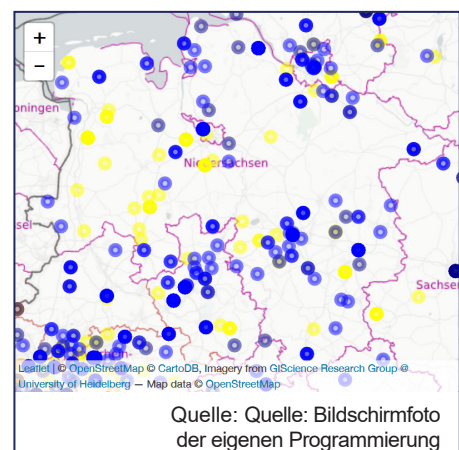 +
−
oningen
Niedersachsen
sel
Sachsen
Leaflet | © OpenStreetMap © CartoDB, Imagery from GIScience Research Group @
University of Heidelberg — Map data © OpenStreetMap
Quelle: Quelle: Bildschirmfoto
der eigenen Programmierung